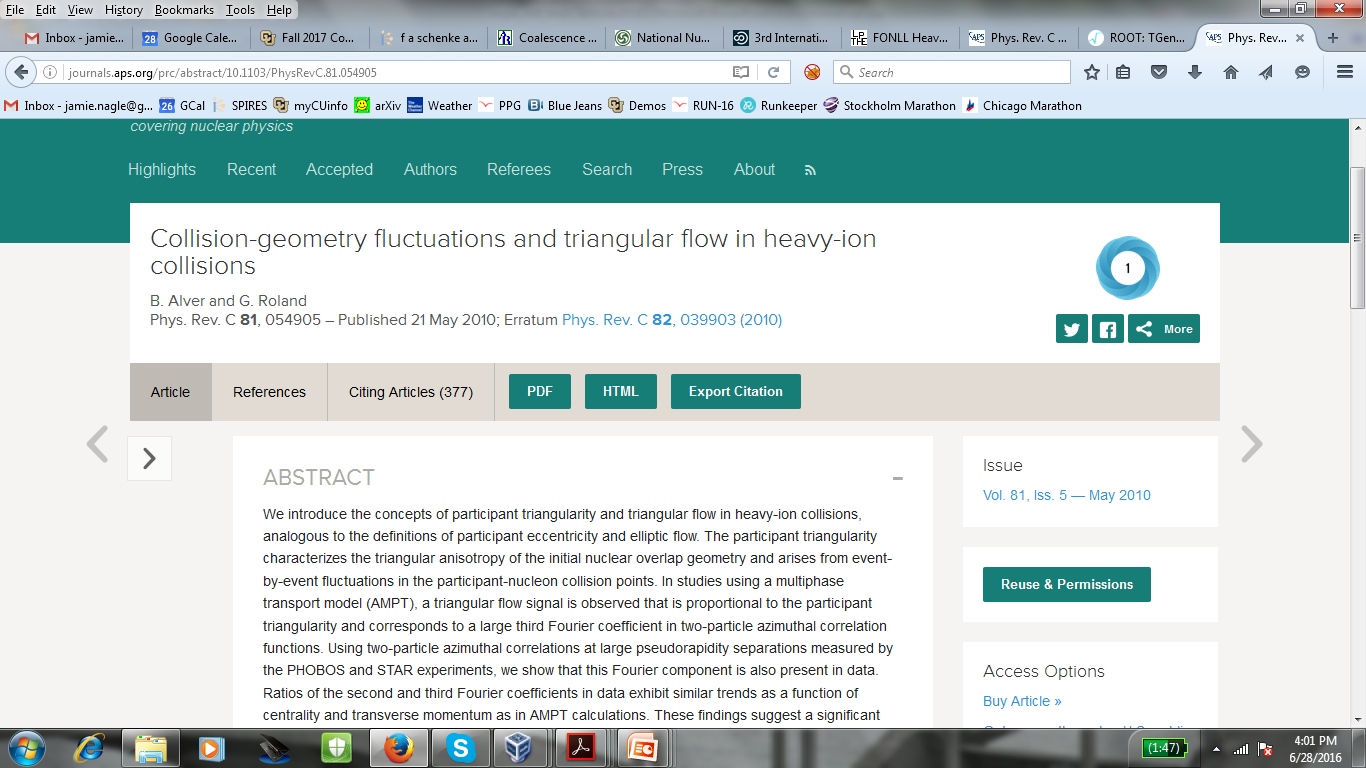 File Edit View History Bookmarks Tools Help
Inbox - jamie... Google Cale... Fall 2017 Co... f a schenke a... Coalescence ... National Nu... 3rd Internati... FONLL Heav... Phys. Rev. C ... ROOT: TGen... Phys. Rev...
journals.aps.org/prc/abstract/10.1103/PhysRevC.81.054905 Search
Inbox - jamie.nagle@g... GCal SPIRES myCUinfo arXiv Weather PPG Blue Jeans Demos RUN-16 Runkeeper Stockholm Marathon Chicago Marathon
covering nuclear physics
Highlights Recent Accepted Authors Referees Search Press About
Collision-geometry fluctuations and triangular flow in heavy-ion
collisions
1
B. Alver and G. Roland
Phys. Rev. C 81, 054905 – Published 21 May 2010; Erratum Phys. Rev. C 82, 039903 (2010)
More
Article References Citing Articles (377) PDF HTML Export Citation
ABSTRACT
We introduce the concepts of participant triangularity and triangular flow in heavy-ion collisions,
analogous to the definitions of participant eccentricity and elliptic flow. The participant triangularity
characterizes the triangular anisotropy of the initial nuclear overlap geometry and arises from event-
by-event fluctuations in the participant-nucleon collision points. In studies using a multiphase
transport model (AMPT), a triangular flow signal is observed that is proportional to the participant
triangularity and corresponds to a large third Fourier coefficient in two-particle azimuthal correlation
functions. Using two-particle azimuthal correlations at large pseudorapidity separations measured by
the PHOBOS and STAR experiments, we show that this Fourier component is also present in data.
Ratios of the second and third Fourier coefficients in data exhibit similar trends as a function of
centrality and transverse momentum as in AMPT calculations. These findings suggest a significant
Issue
Vol. 81, Iss. 5 — May 2010
Reuse & Permissions
Access Options
Buy Article »
(1:47)
4:01 PM
6/28/2016